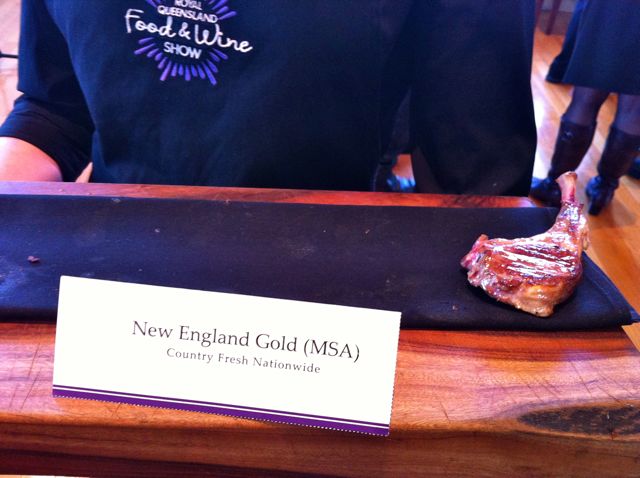 ROYAL
QUEENSLAND
Food & Wine
SHOW
New England Gold (MSA)
Country Fresh Nationwide